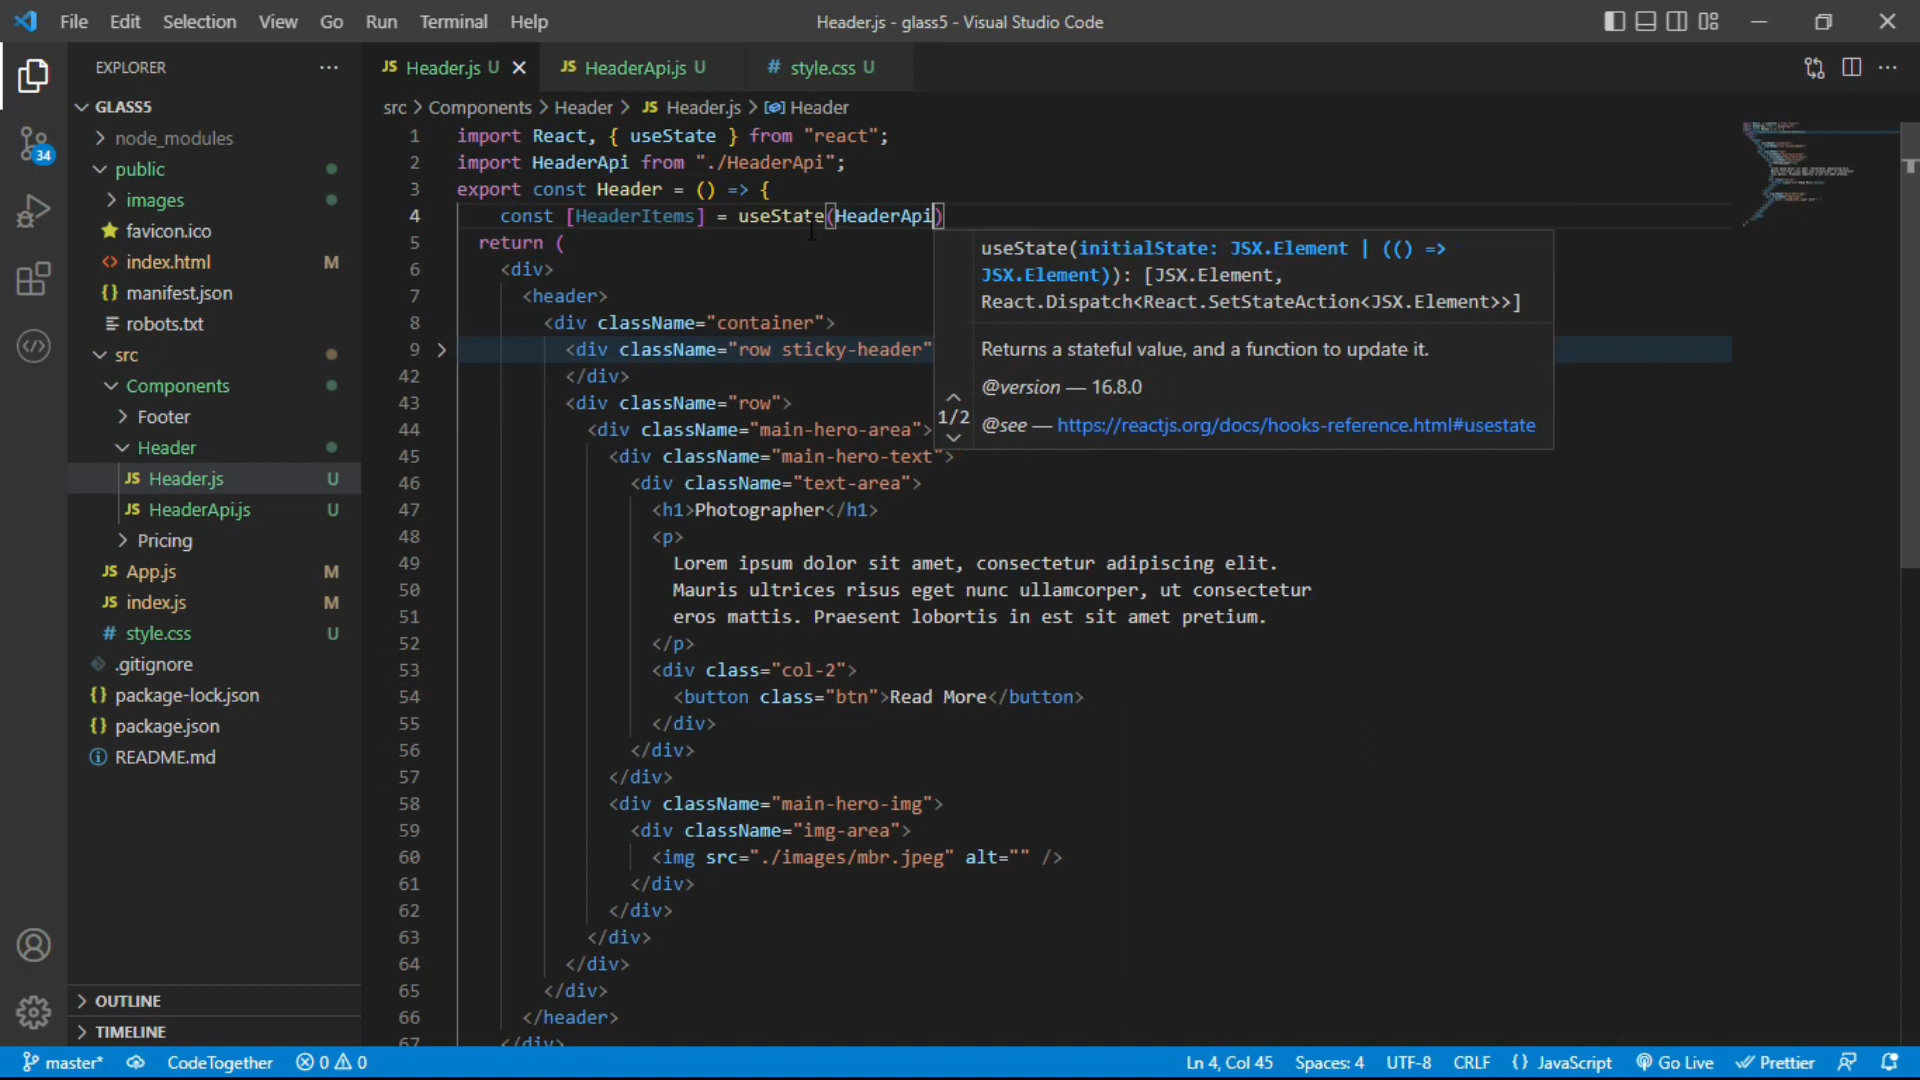 File Edit Selection View Go Run Terminal Help
Header.js - glass5 - Visual Studio Code
EXPLORER
JS Header.js U
JS HeaderApi.js U
# style.css U
GLASS5
src > Components > Header > JS Header.js > Header
node_modules
public
images
favicon.ico
<> index.html M
{} manifest.json
robots.txt
src
Components
Footer
Header
JS Header.js U
JS HeaderApi.js U
Pricing
JS App.js M
JS index.js M
# style.css U
.gitignore
{} package-lock.json
{} package.json
README.md
34
OUTLINE
TIMELINE
1 import React, { useState } from "react";
2 import HeaderApi from "./HeaderApi";
3 export const Header = () => {
4 const [HeaderItems] = useState(HeaderApi)
5 return (
6 <div>
7 <header>
8 <div className="container">
9 <div className="row sticky-header"
42 </div>
43 <div className="row">
44 <div className="main-hero-area">
45 <div className="main-hero-text">
46 <div className="text-area">
47 <h1>Photographer</h1>
48 <p>
49 Lorem ipsum dolor sit amet, consectetur adipiscing elit.
50 Mauris ultrices risus eget nunc ullamcorper, ut consectetur
51 eros mattis. Praesent lobortis in est sit amet pretium.
52 </p>
53 <div class="col-2">
54 <button class="btn">Read More</button>
55 </div>
56 </div>
57 </div>
58 <div className="main-hero-img">
59 <div className="img-area">
60 <img src="./images/mbr.jpeg" alt="" />
61 </div>
62 </div>
63 </div>
64 </div>
65 </div>
66 </header>
67 </div>
useState(initialState: JSX.Element | (() =>
JSX.Element)): [JSX.Element,
React.Dispatch<React.SetStateAction<JSX.Element>>]
Returns a stateful value, and a function to update it.
@version — 16.8.0
1/2
@see — https://reactjs.org/docs/hooks-reference.html#usestate
master* CodeTogether 0 0
Ln 4, Col 45 Spaces: 4 UTF-8 CRLF {} JavaScript Go Live Prettier